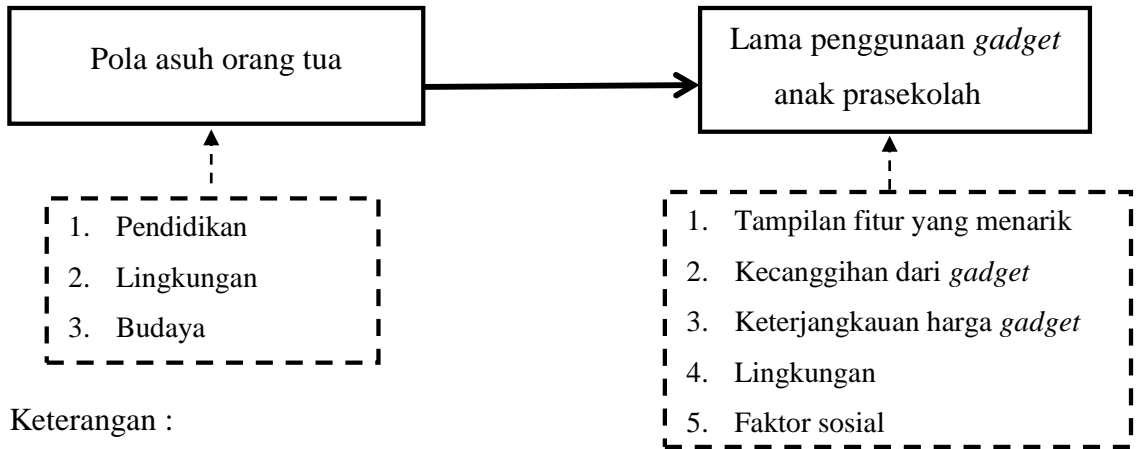 Pola asuh orang tua
Lama penggunaan gadget
anak prasekolah
1. Pendidikan
2. Lingkungan
3. Budaya
1. Tampilan fitur yang menarik
2. Kecanggihan dari gadget
3. Keterjangkauan harga gadget
4. Lingkungan
5. Faktor sosial
Keterangan :